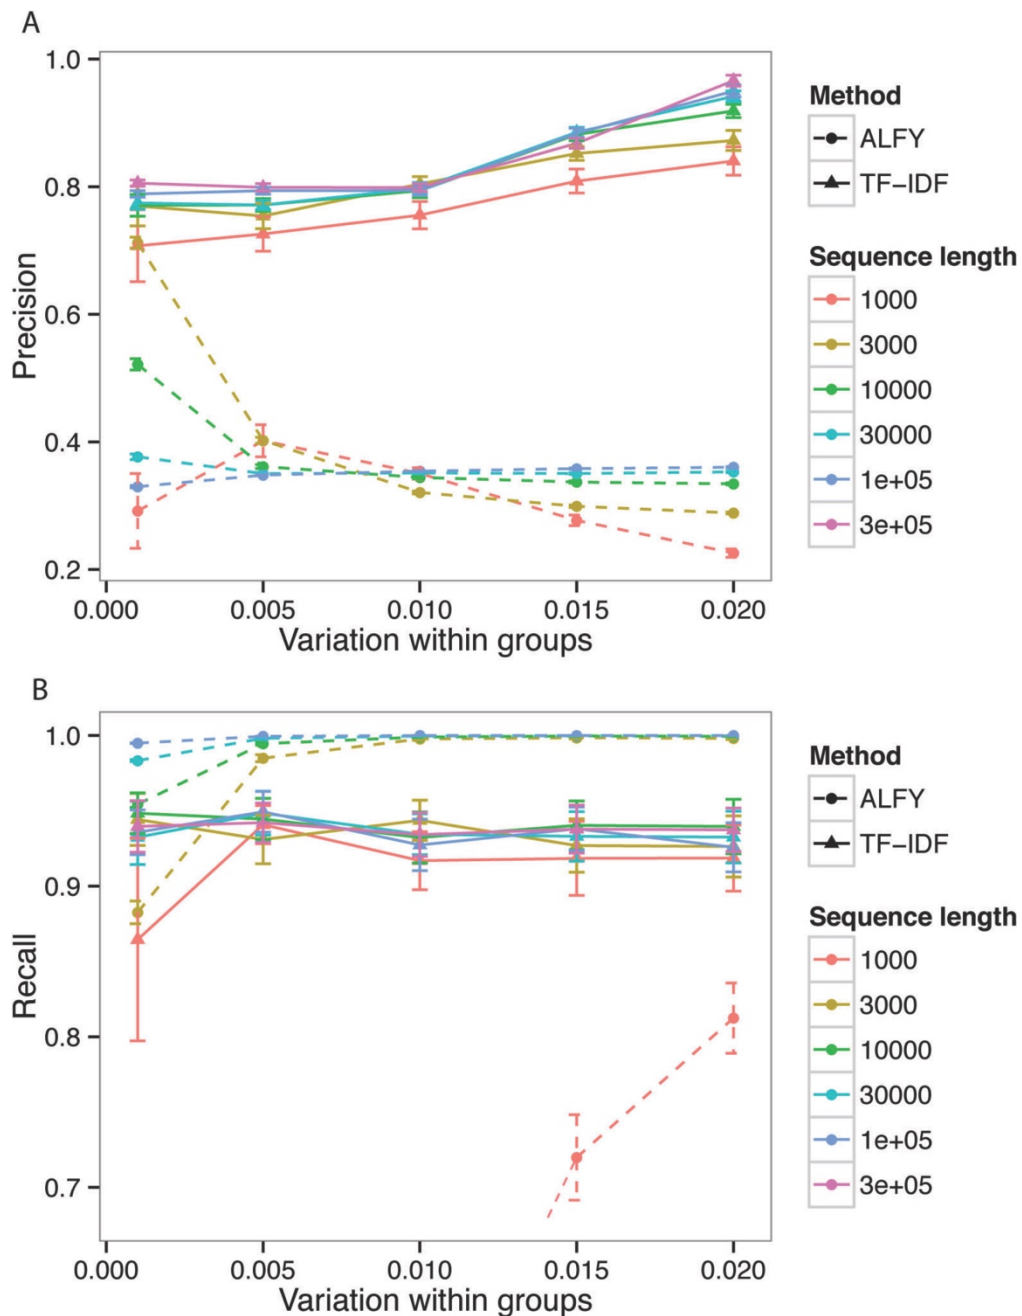 A
1.0
0.8
0.6
0.4
0.2
Precision
0.000 0.005 0.010 0.015 0.020
Variation within groups
Method
ALFY
TF-IDF
Sequence length
1000
3000
10000
30000
1e+05
3e+05
B
1.0
0.9
0.8
0.7
Recall
0.000 0.005 0.010 0.015 0.020
Variation within groups
Method
ALFY
TF-IDF
Sequence length
1000
3000
10000
30000
1e+05
3e+05